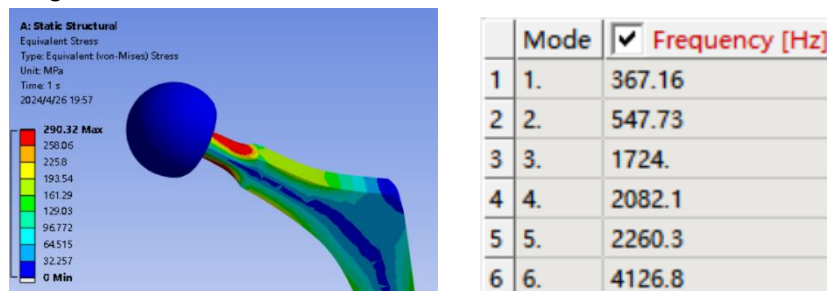 A: Static Structural
Equivalent Stress
Type: Equivalent (von-Mises) Stress
Unit: MPa
Time: 1 s
2024/4/26 19:57
290.32 Max
258.06
225.8
193.54
161.29
129.03
96.772
64.515
32.257
0 Min
Mode Frequency [Hz]
1 1. 367.16
2 2. 547.73
3 3. 1724.
4 4. 2082.1
5 5. 2260.3
6 6. 4126.8